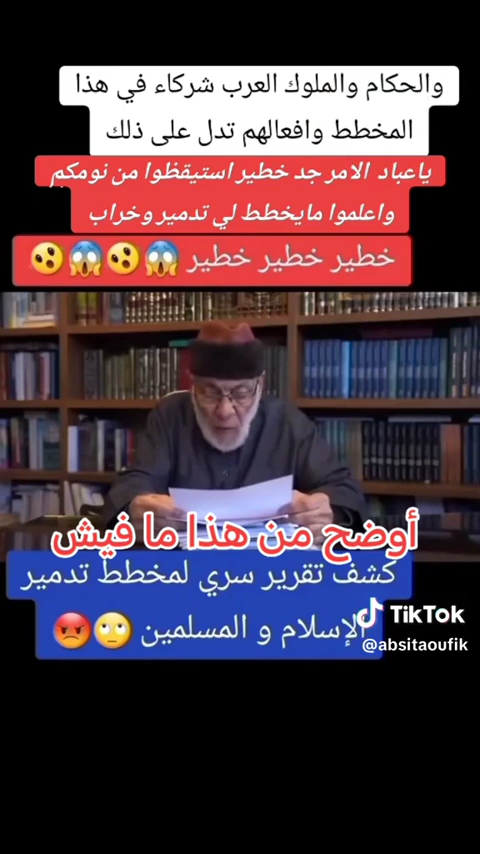 والحكام والملوك العرب شركاء في هذا
المخطط وافعالهم تدل على ذلك
ياعباد الامر جد خطير استيقظوا من نومكم
واعلموا مايخطط لي تدمير وخراب
خطير خطير خطير 😱😮😱😮
أوضح من هذا ما فيش
كشف تقرير سري لمخطط تدمير
الإسلام و المسلمين 🙄😡
TikTok
@absitaoufik